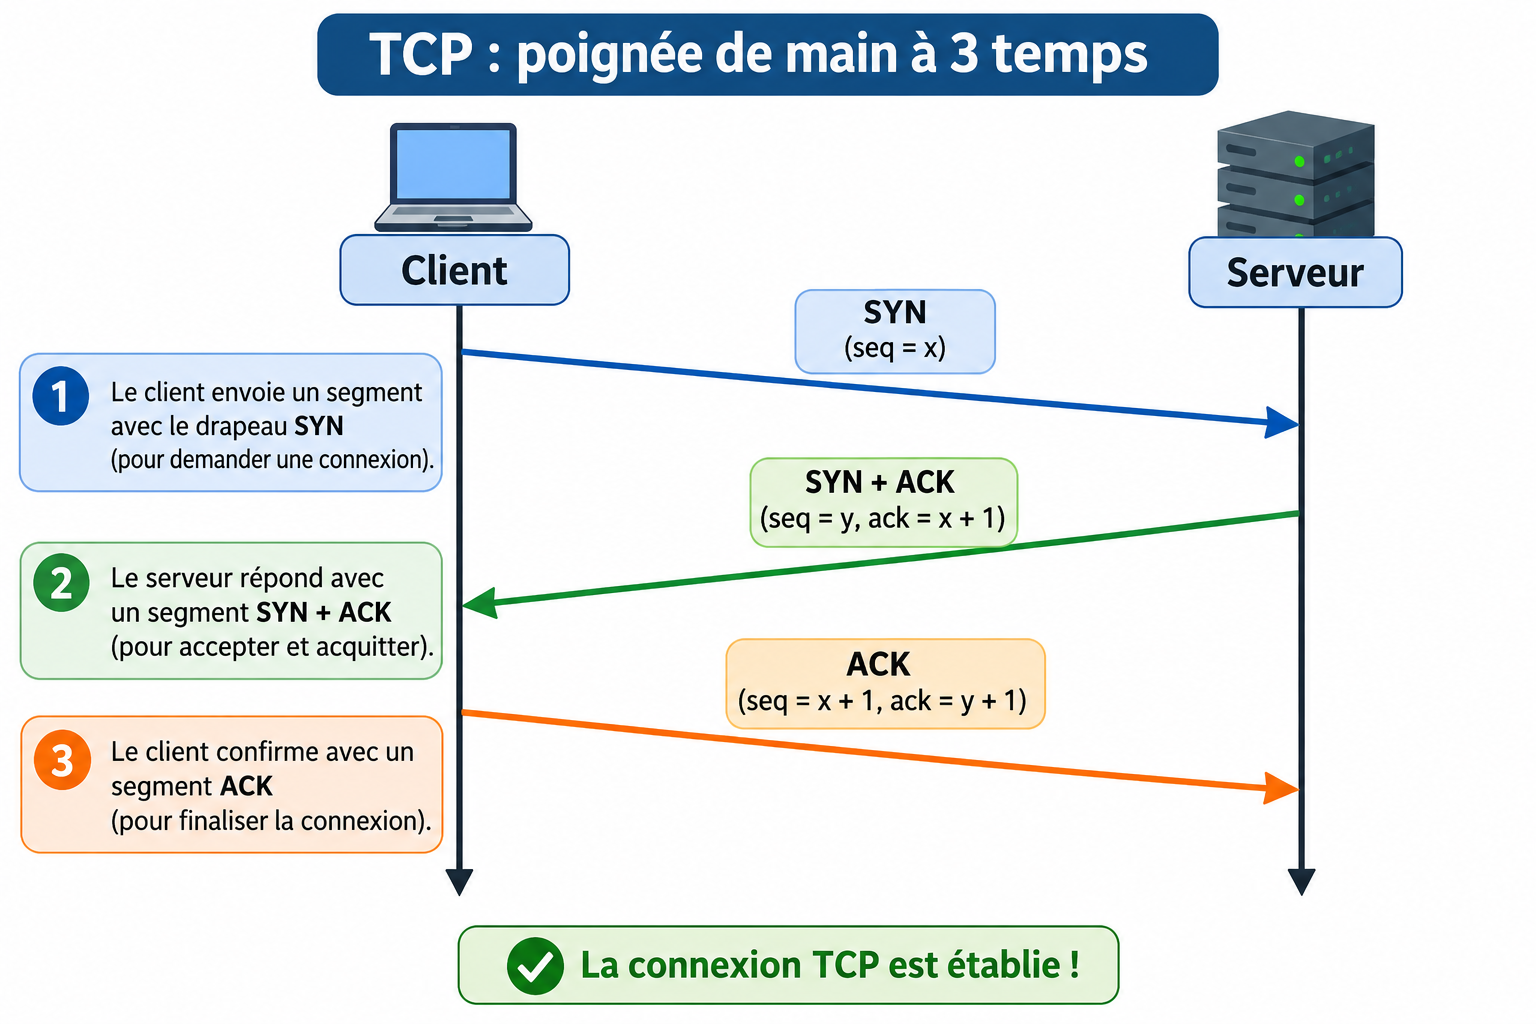 TCP : poignée de main à 3 temps
Client
Serveur
SYN
(seq = x)
1
Le client envoie un segment
avec le drapeau SYN
(pour demander une connexion).
SYN + ACK
(seq = y, ack = x + 1)
2
Le serveur répond avec
un segment SYN + ACK
(pour accepter et acquitter).
ACK
(seq = x + 1, ack = y + 1)
3
Le client confirme avec un
segment ACK
(pour finaliser la connexion).
La connexion TCP est établie !